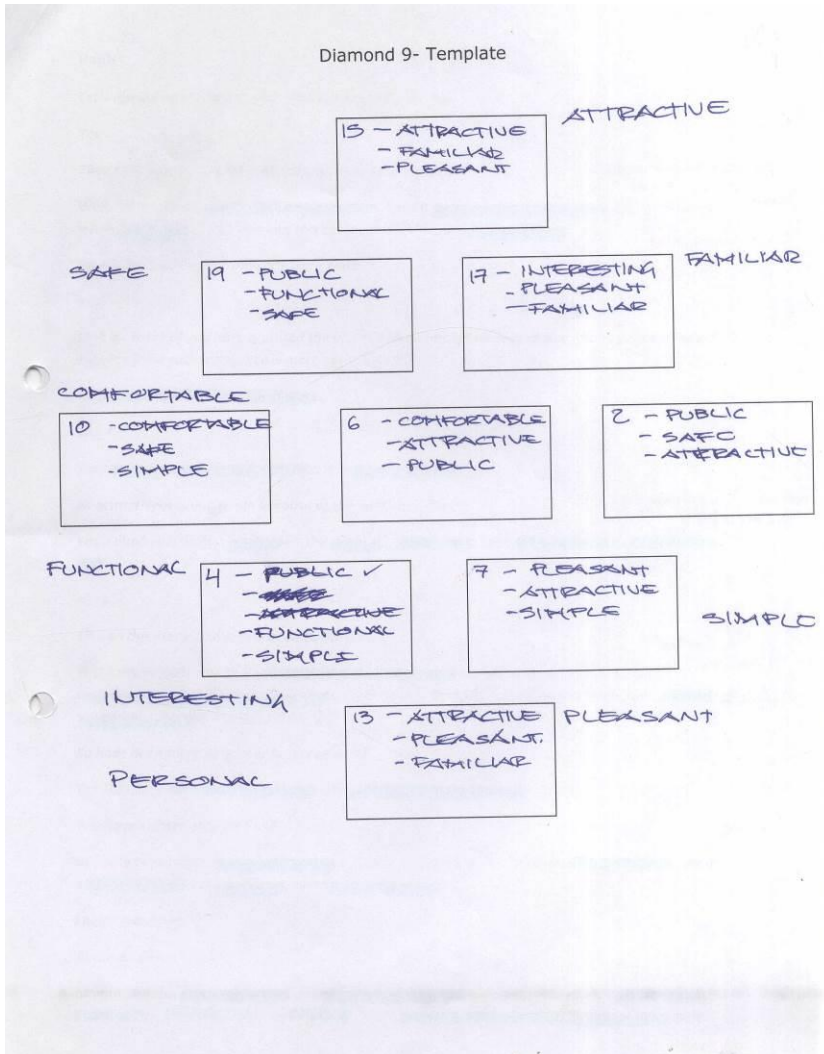 Diamond 9- Template
ATTRACTIVE
15 - ATTRACTIVE
- FAMILIAR
- PLEASANT
SAFE
19 - PUBLIC
- FUNCTIONAL
- SAFE
17 - INTERESTING
- PLEASANT
- FAMILIAR
FAMILIAR
COMFORTABLE
10 - COMFORTABLE
- SAFE
- SIMPLE
6 - COMFORTABLE
- ATTRACTIVE
- PUBLIC
2 - PUBLIC
- SAFE
- ATTRACTIVE
FUNCTIONAL
4 - PUBLIC ✓
- SAFE
- ATTRACTIVE
- FUNCTIONAL
- SIMPLE
7 - PLEASANT
- ATTRACTIVE
- SIMPLE
SIMPLE
INTERESTING
13 - ATTRACTIVE
- PLEASANT.
- FAMILIAR
PLEASANT
PERSONAL